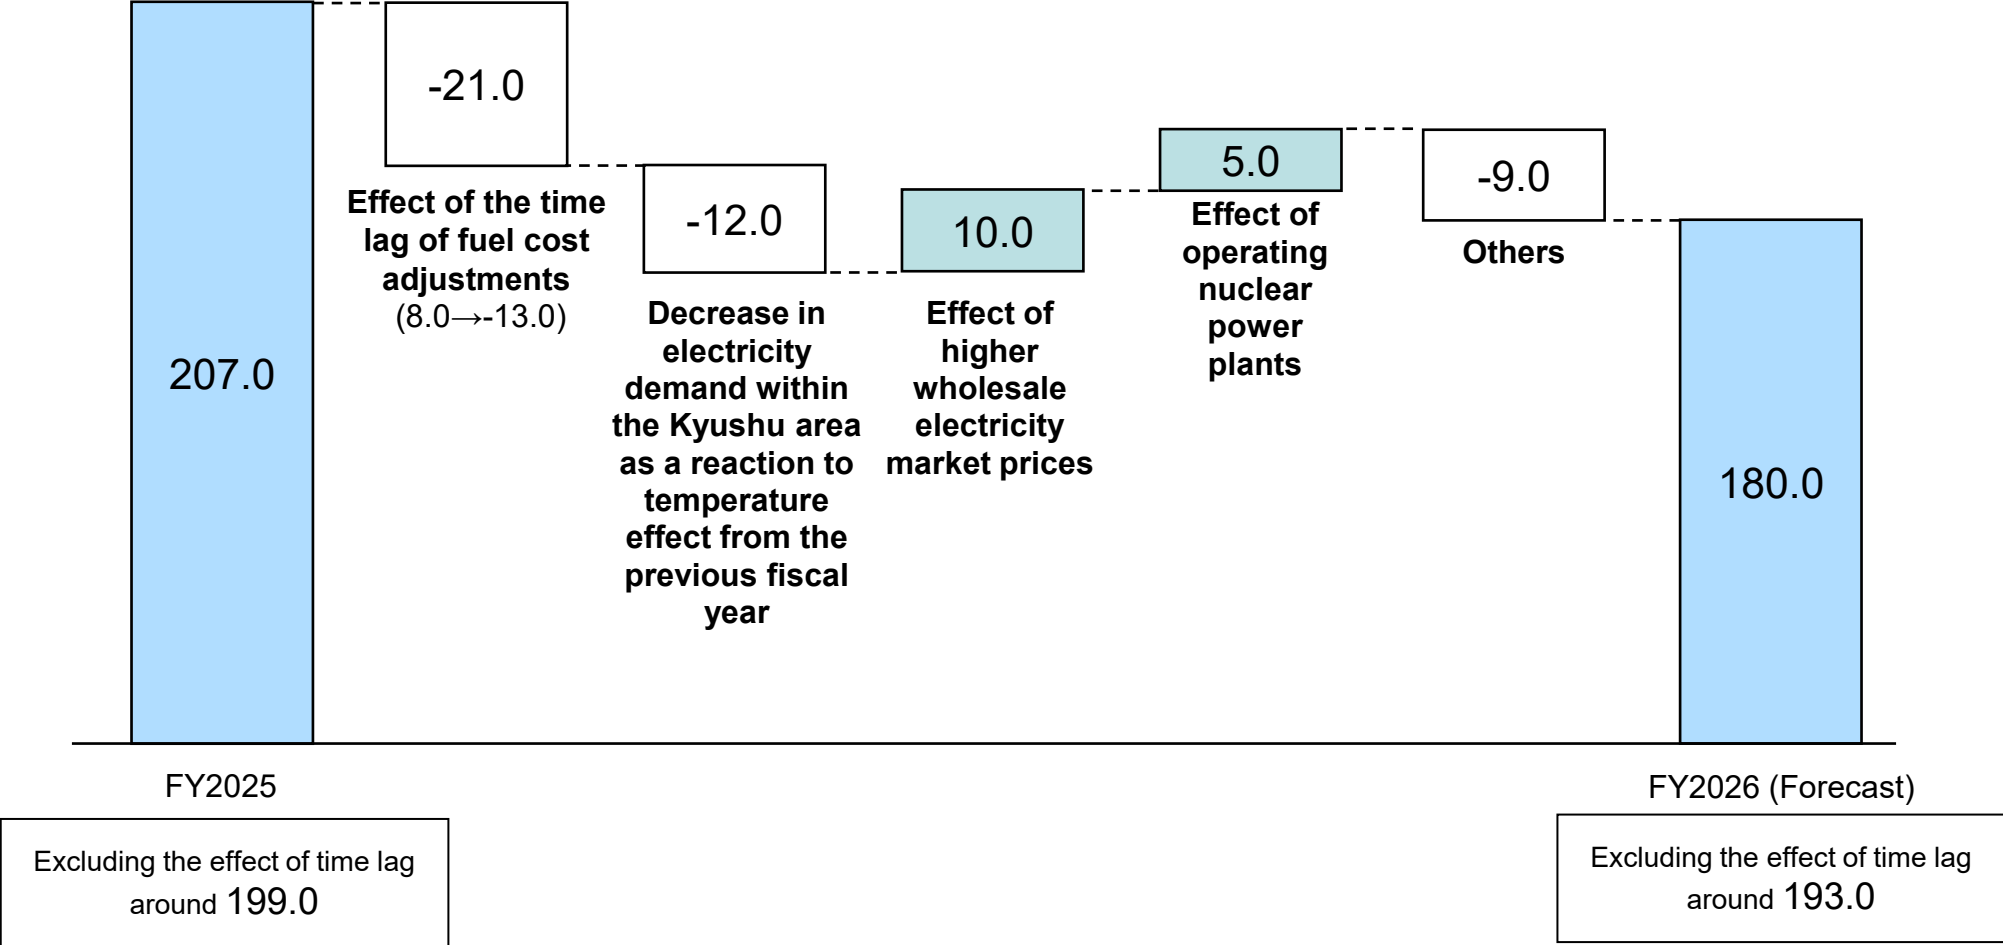 207.0
FY2025
Excluding the effect of time lag
around 199.0
-21.0
Effect of the time
lag of fuel cost
adjustments
(8.0→-13.0)
-12.0
Decrease in
electricity
demand within
the Kyushu area
as a reaction to
temperature
effect from the
previous fiscal
year
10.0
Effect of
higher
wholesale
electricity
market prices
5.0
Effect of
operating
nuclear
power
plants
-9.0
Others
180.0
FY2026 (Forecast)
Excluding the effect of time lag
around 193.0